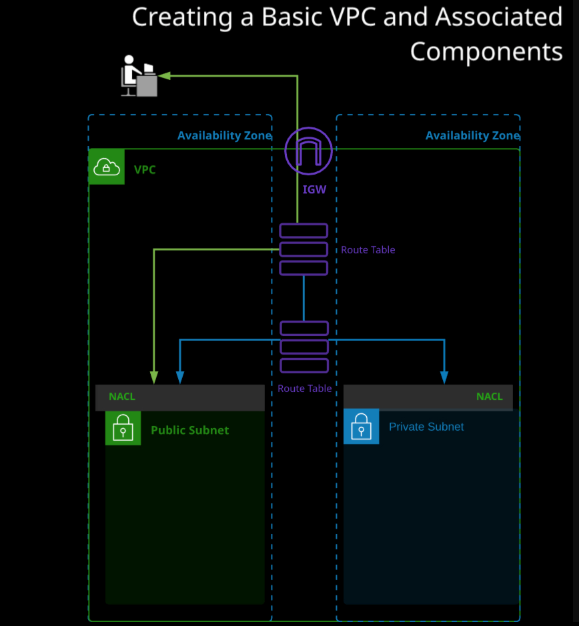 Creating a Basic VPC and Associated
Components
Availability Zone
Availability Zone
VPC
IGW
Route Table
Route Table
NACL
NACL
Public Subnet
Private Subnet